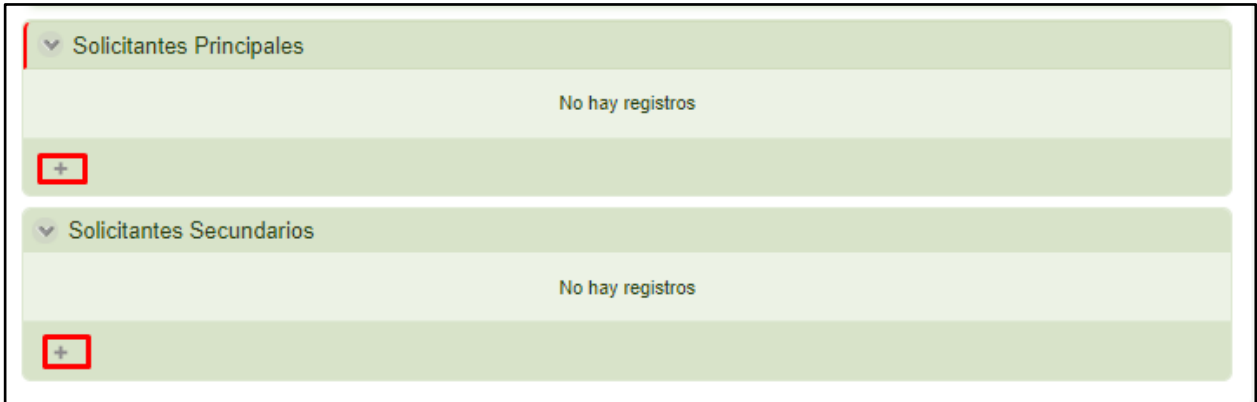 Solicitantes Principales
No hay registros
+
Solicitantes Secundarios
No hay registros
+